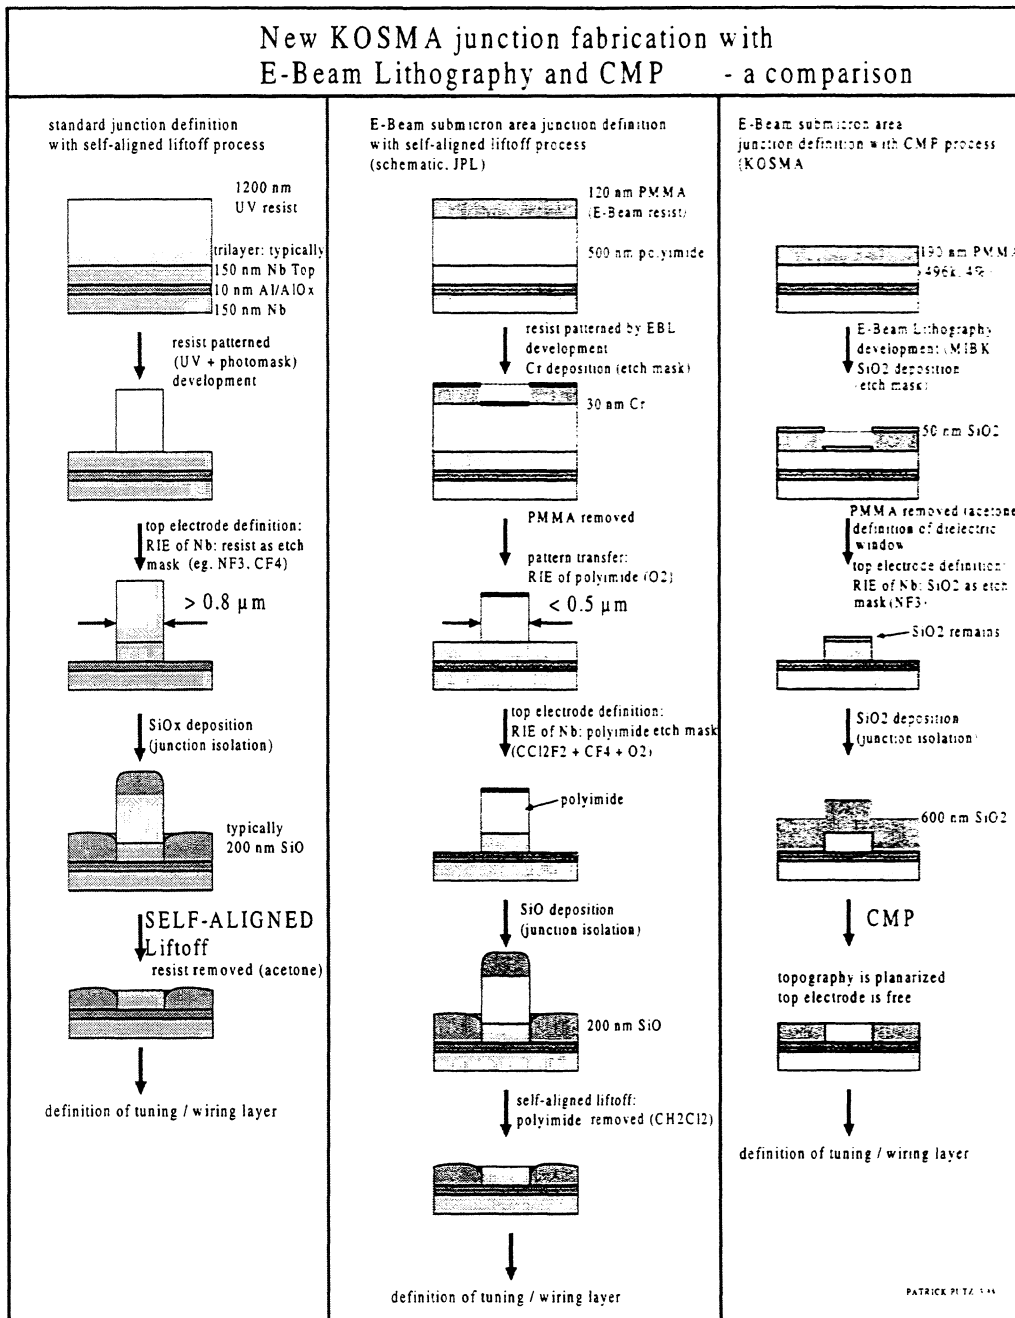 New KOSMA junction fabrication with
E-Beam Lithography and CMP - a comparison
standard junction definition
with self-aligned liftoff process
1200 nm
UV resist
trilayer: typically
150 nm Nb Top
10 nm Al/AlOx
150 nm Nb
resist patterned
(UV + photomask)
development
top electrode definition:
RIE of Nb: resist as etch
mask (eg. NF3, CF4)
> 0.8 µm
SiOx deposition
(junction isolation)
typically
200 nm SiO
SELF-ALIGNED
Liftoff
resist removed (acetone)
definition of tuning / wiring layer
E-Beam submicron area junction definition
with self-aligned liftoff process
(schematic, JPL)
120 nm PMMA
(E-Beam resist)
500 nm polyimide
resist patterned by EBL
development
Cr deposition (etch mask)
30 nm Cr
PMMA removed
pattern transfer:
RIE of polyimide (O2)
< 0.5 µm
top electrode definition:
RIE of Nb: polyimide etch mask
(CCl2F2 + CF4 + O2)
polyimide
SiO deposition
(junction isolation)
200 nm SiO
self-aligned liftoff:
polyimide removed (CH2Cl2)
definition of tuning / wiring layer
E-Beam submicron area
junction definition with CMP process
(KOSMA
190 nm PMMA
E-Beam Lithography
development (MIBK
SiO2 deposition
etch mask)
50 nm SiO2
PMMA removed (acetone
definition of dielectric
window
top electrode definition:
RIE of Nb: SiO2 as etch
mask (NF3)
SiO2 remains
SiO2 deposition
(junction isolation)
600 nm SiO2
CMP
topography is planarized
top electrode is free
definition of tuning / wiring layer
PATRICK PUTZ